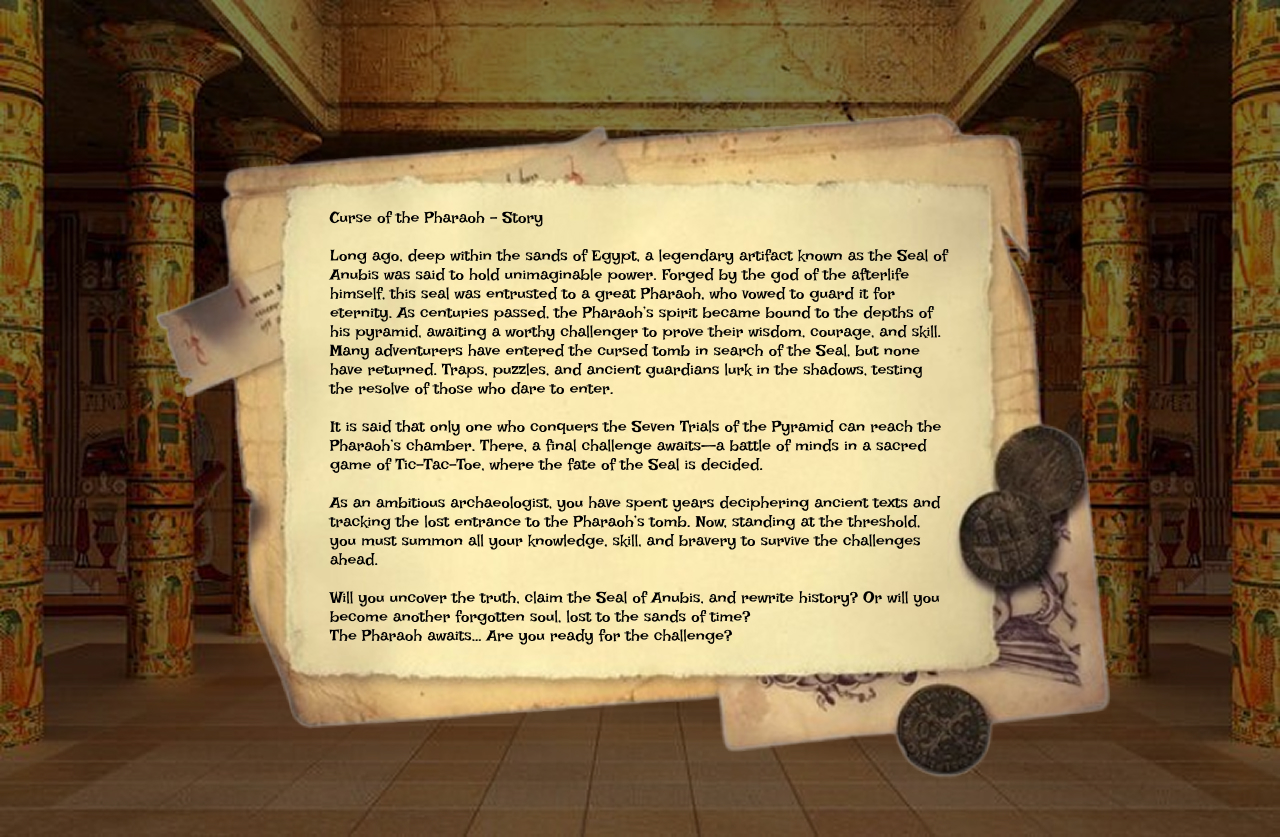 Curse of the Pharaoh - Story
Long ago, deep within the sands of Egypt, a legendary artifact known as the Seal of
Anubis was said to hold unimaginable power. Forged by the god of the afterlife
himself, this seal was entrusted to a great Pharaoh, who vowed to guard it for
eternity. As centuries passed, the Pharaoh's spirit became bound to the depths of
his pyramid, awaiting a worthy challenger to prove their wisdom, courage, and skill.
Many adventurers have entered the cursed tomb in search of the Seal, but none
have returned. Traps, puzzles, and ancient guardians lurk in the shadows, testing
the resolve of those who dare to enter.
It is said that only one who conquers the Seven Trials of the Pyramid can reach the
Pharaoh's chamber. There, a final challenge awaits—a battle of minds in a sacred
game of Tic-Tac-Toe, where the fate of the Seal is decided.
As an ambitious archaeologist, you have spent years deciphering ancient texts and
tracking the lost entrance to the Pharaoh's tomb. Now, standing at the threshold,
you must summon all your knowledge, skill, and bravery to survive the challenges
ahead.
Will you uncover the truth, claim the Seal of Anubis, and rewrite history? Or will you
become another forgotten soul, lost to the sands of time?
The Pharaoh awaits... Are you ready for the challenge?